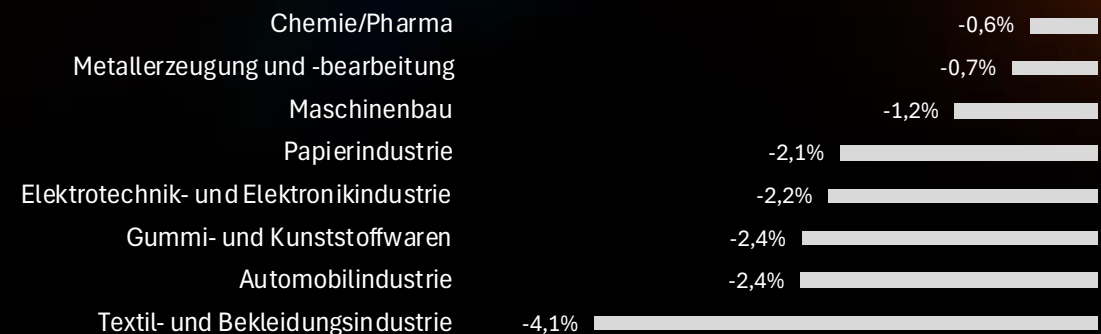 Chemie/Pharma -0,6%
Metallerzeugung und -bearbeitung -0,7%
Maschinenbau -1,2%
Papierindustrie -2,1%
Elektrotechnik- und Elektronikindustrie -2,2%
Gummi- und Kunststoffwaren -2,4%
Automobilindustrie -2,4%
Textil- und Bekleidungsindustrie -4,1%